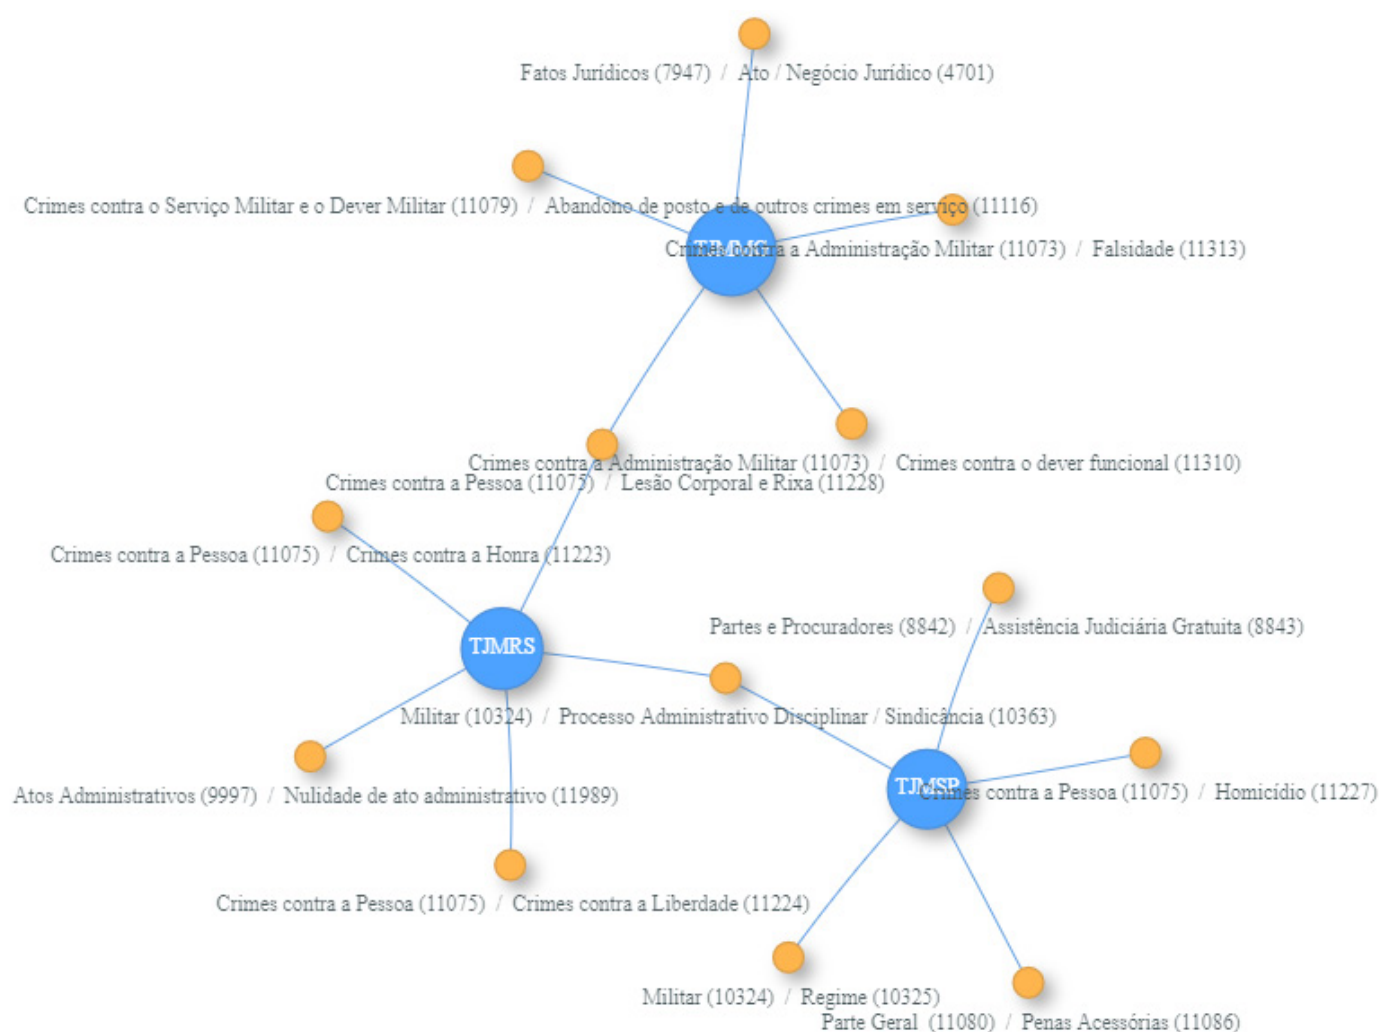 Fatos Jurídicos (7947) / Ato / Negócio Jurídico (4701)
Crimes contra o Serviço Militar e o Dever Militar (11079) / Abandono de posto e de outros crimes em serviço (11116)
TJMMG
Crimes contra a Administração Militar (11073) / Falsidade (11313)
Crimes contra a Administração Militar (11073) / Crimes contra o dever funcional (11310)
Crimes contra a Pessoa (11075) / Lesão Corporal e Rixa (11228)
Crimes contra a Pessoa (11075) / Crimes contra a Honra (11223)
Partes e Procuradores (8842) / Assistência Judiciária Gratuita (8843)
TJMRS
Militar (10324) / Processo Administrativo Disciplinar / Sindicância (10363)
TJMSP
Crimes contra a Pessoa (11075) / Homicídio (11227)
Atos Administrativos (9997) / Nulidade de ato administrativo (11989)
Crimes contra a Pessoa (11075) / Crimes contra a Liberdade (11224)
Militar (10324) / Regime (10325)
Parte Geral (11080) / Penas Acessórias (11086)